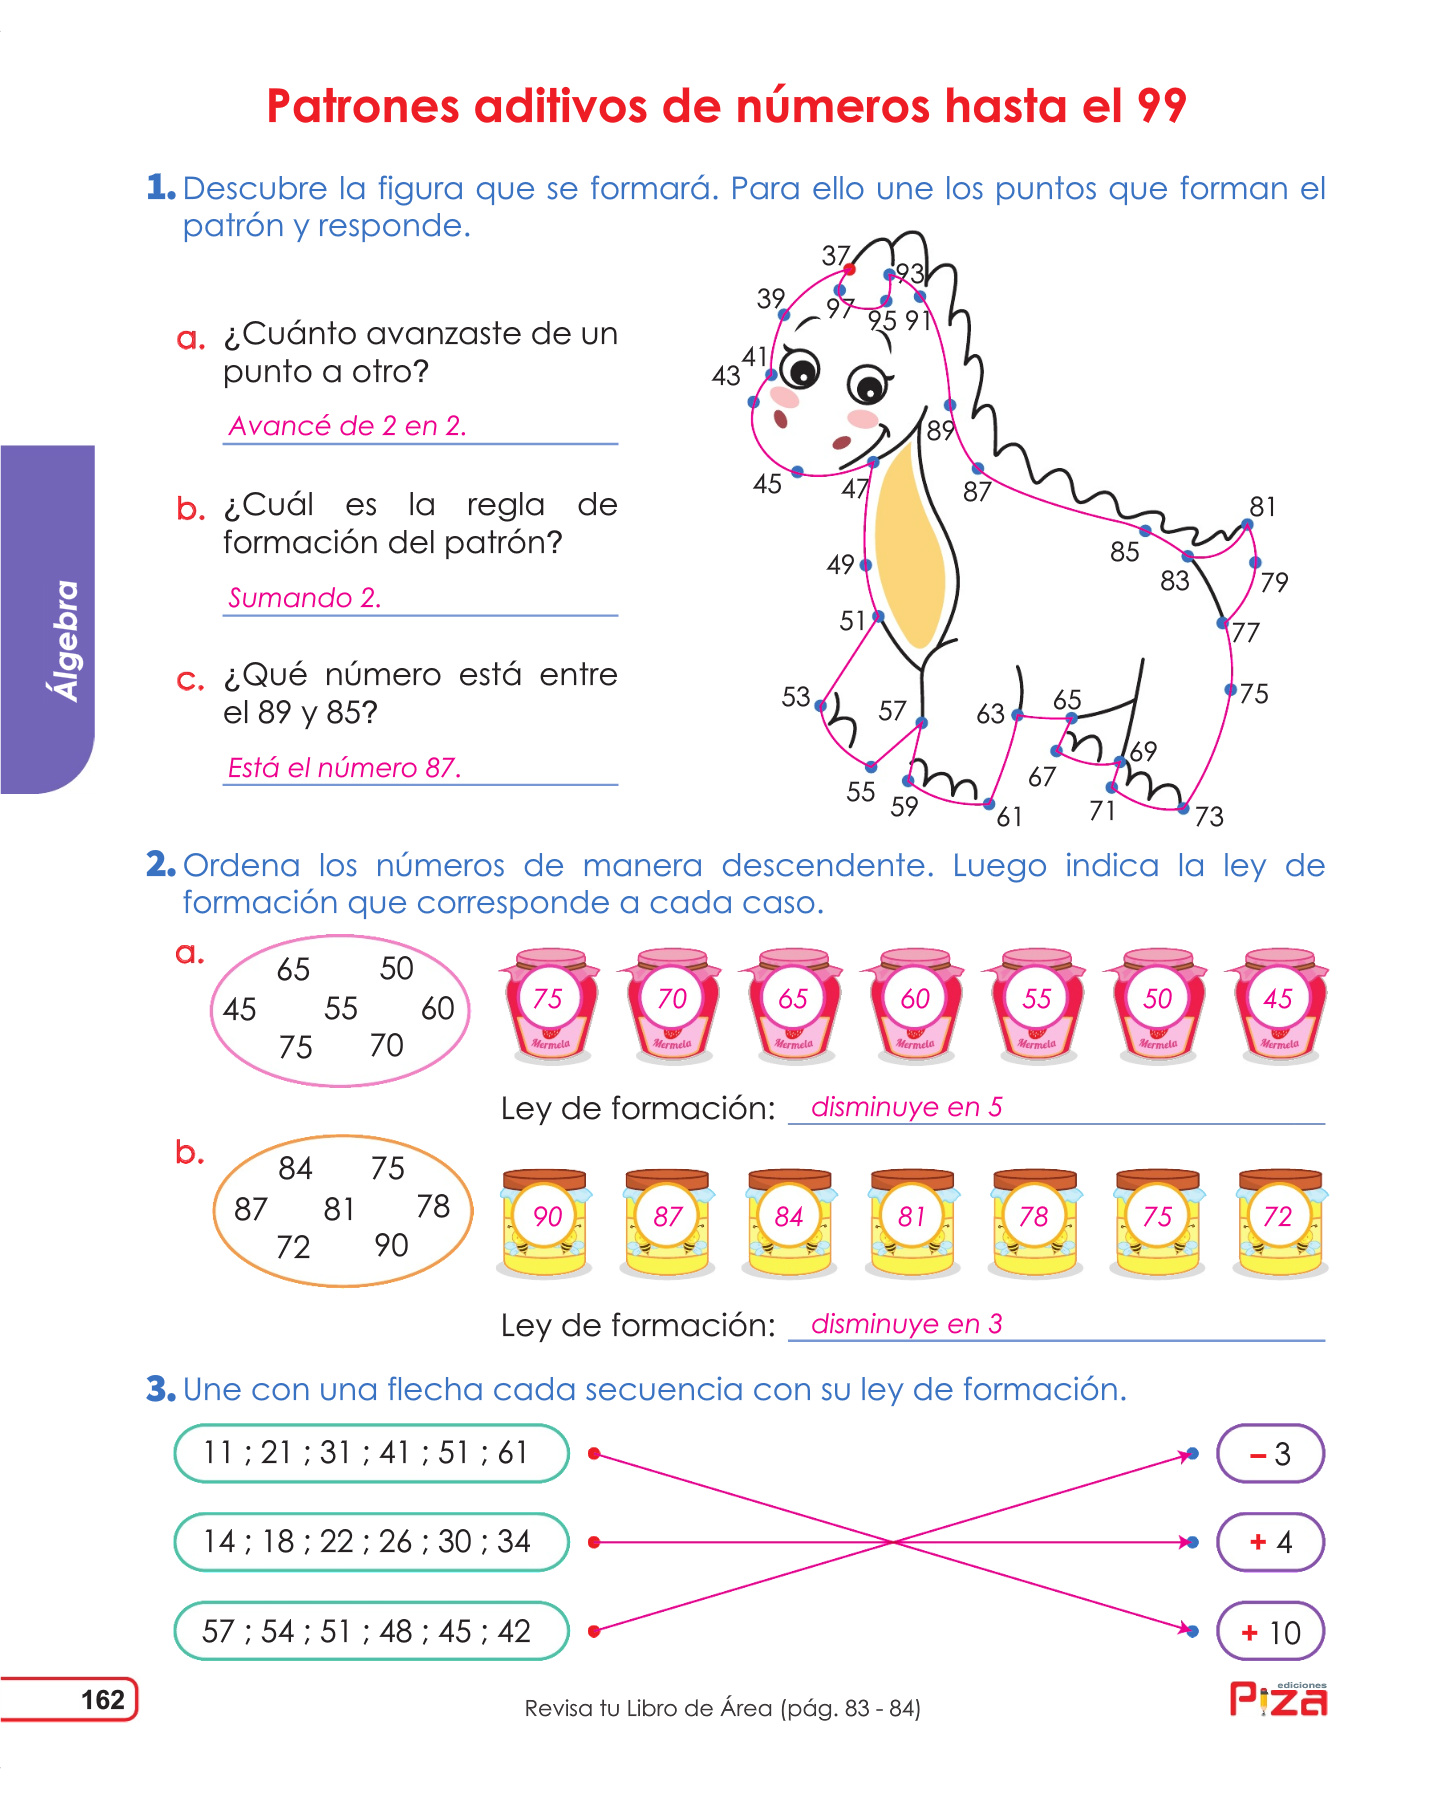 Patrones aditivos de números hasta el 99
1. Descubre la figura que se formará. Para ello une los puntos que forman el
patrón y responde.
a. ¿Cuánto avanzaste de un
punto a otro?
Avancé de 2 en 2.
b. ¿Cuál es la regla de
formación del patrón?
Sumando 2.
c. ¿Qué número está entre
el 89 y 85?
Está el número 87.
37
39
41
43
45
47
49
51
53
55
57
59
61
63
65
67
69
71
73
75
77
79
81
83
85
87
89
91
93
95
97
Álgebra
2. Ordena los números de manera descendente. Luego indica la ley de
formación que corresponde a cada caso.
a.
65 50
45 55 60
75 70
75 70 65 60 55 50 45
Mermela Mermela Mermela Mermela Mermela Mermela Mermela
Ley de formación: disminuye en 5
b.
84 75
87 81 78
72 90
90 87 84 81 78 75 72
Ley de formación: disminuye en 3
3. Une con una flecha cada secuencia con su ley de formación.
11 ; 21 ; 31 ; 41 ; 51 ; 61 – 3
14 ; 18 ; 22 ; 26 ; 30 ; 34 + 4
57 ; 54 ; 51 ; 48 ; 45 ; 42 + 10
162
Revisa tu Libro de Área (pág. 83 - 84)
ediciones
Piza